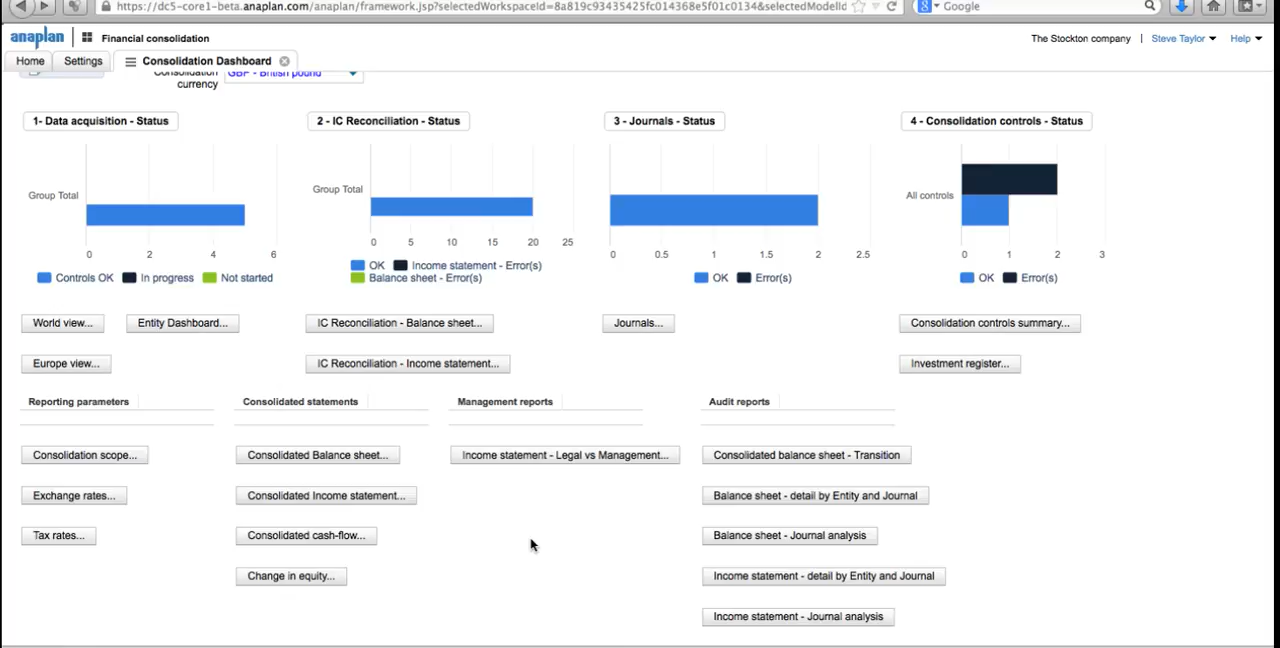 https://dc5-core1-beta.anaplan.com/anaplan/framework.jsp?selectedWorkspaceId=8a819c93435425fc014368e5f01c0134&selectedModelId
Google
anaplan
Financial consolidation
The Stockton company
Steve Taylor
Help
Home
Settings
Consolidation Dashboard
Consolidation
currency
GBP - British pound
1- Data acquisition - Status
2 - IC Reconciliation - Status
3 - Journals - Status
4 - Consolidation controls - Status
Group Total
0 2 4 6
Controls OK In progress Not started
Group Total
0 5 10 15 20 25
OK Income statement - Error(s)
Balance sheet - Error(s)
0 0.5 1 1.5 2 2.5
OK Error(s)
All controls
0 1 2 3
OK Error(s)
World view...
Entity Dashboard...
IC Reconciliation - Balance sheet...
Journals...
Consolidation controls summary...
Europe view...
IC Reconciliation - Income statement...
Investment register...
Reporting parameters
Consolidated statements
Management reports
Audit reports
Consolidation scope...
Consolidated Balance sheet...
Income statement - Legal vs Management...
Consolidated balance sheet - Transition
Exchange rates...
Consolidated Income statement...
Balance sheet - detail by Entity and Journal
Tax rates...
Consolidated cash-flow...
Balance sheet - Journal analysis
Change in equity...
Income statement - detail by Entity and Journal
Income statement - Journal analysis